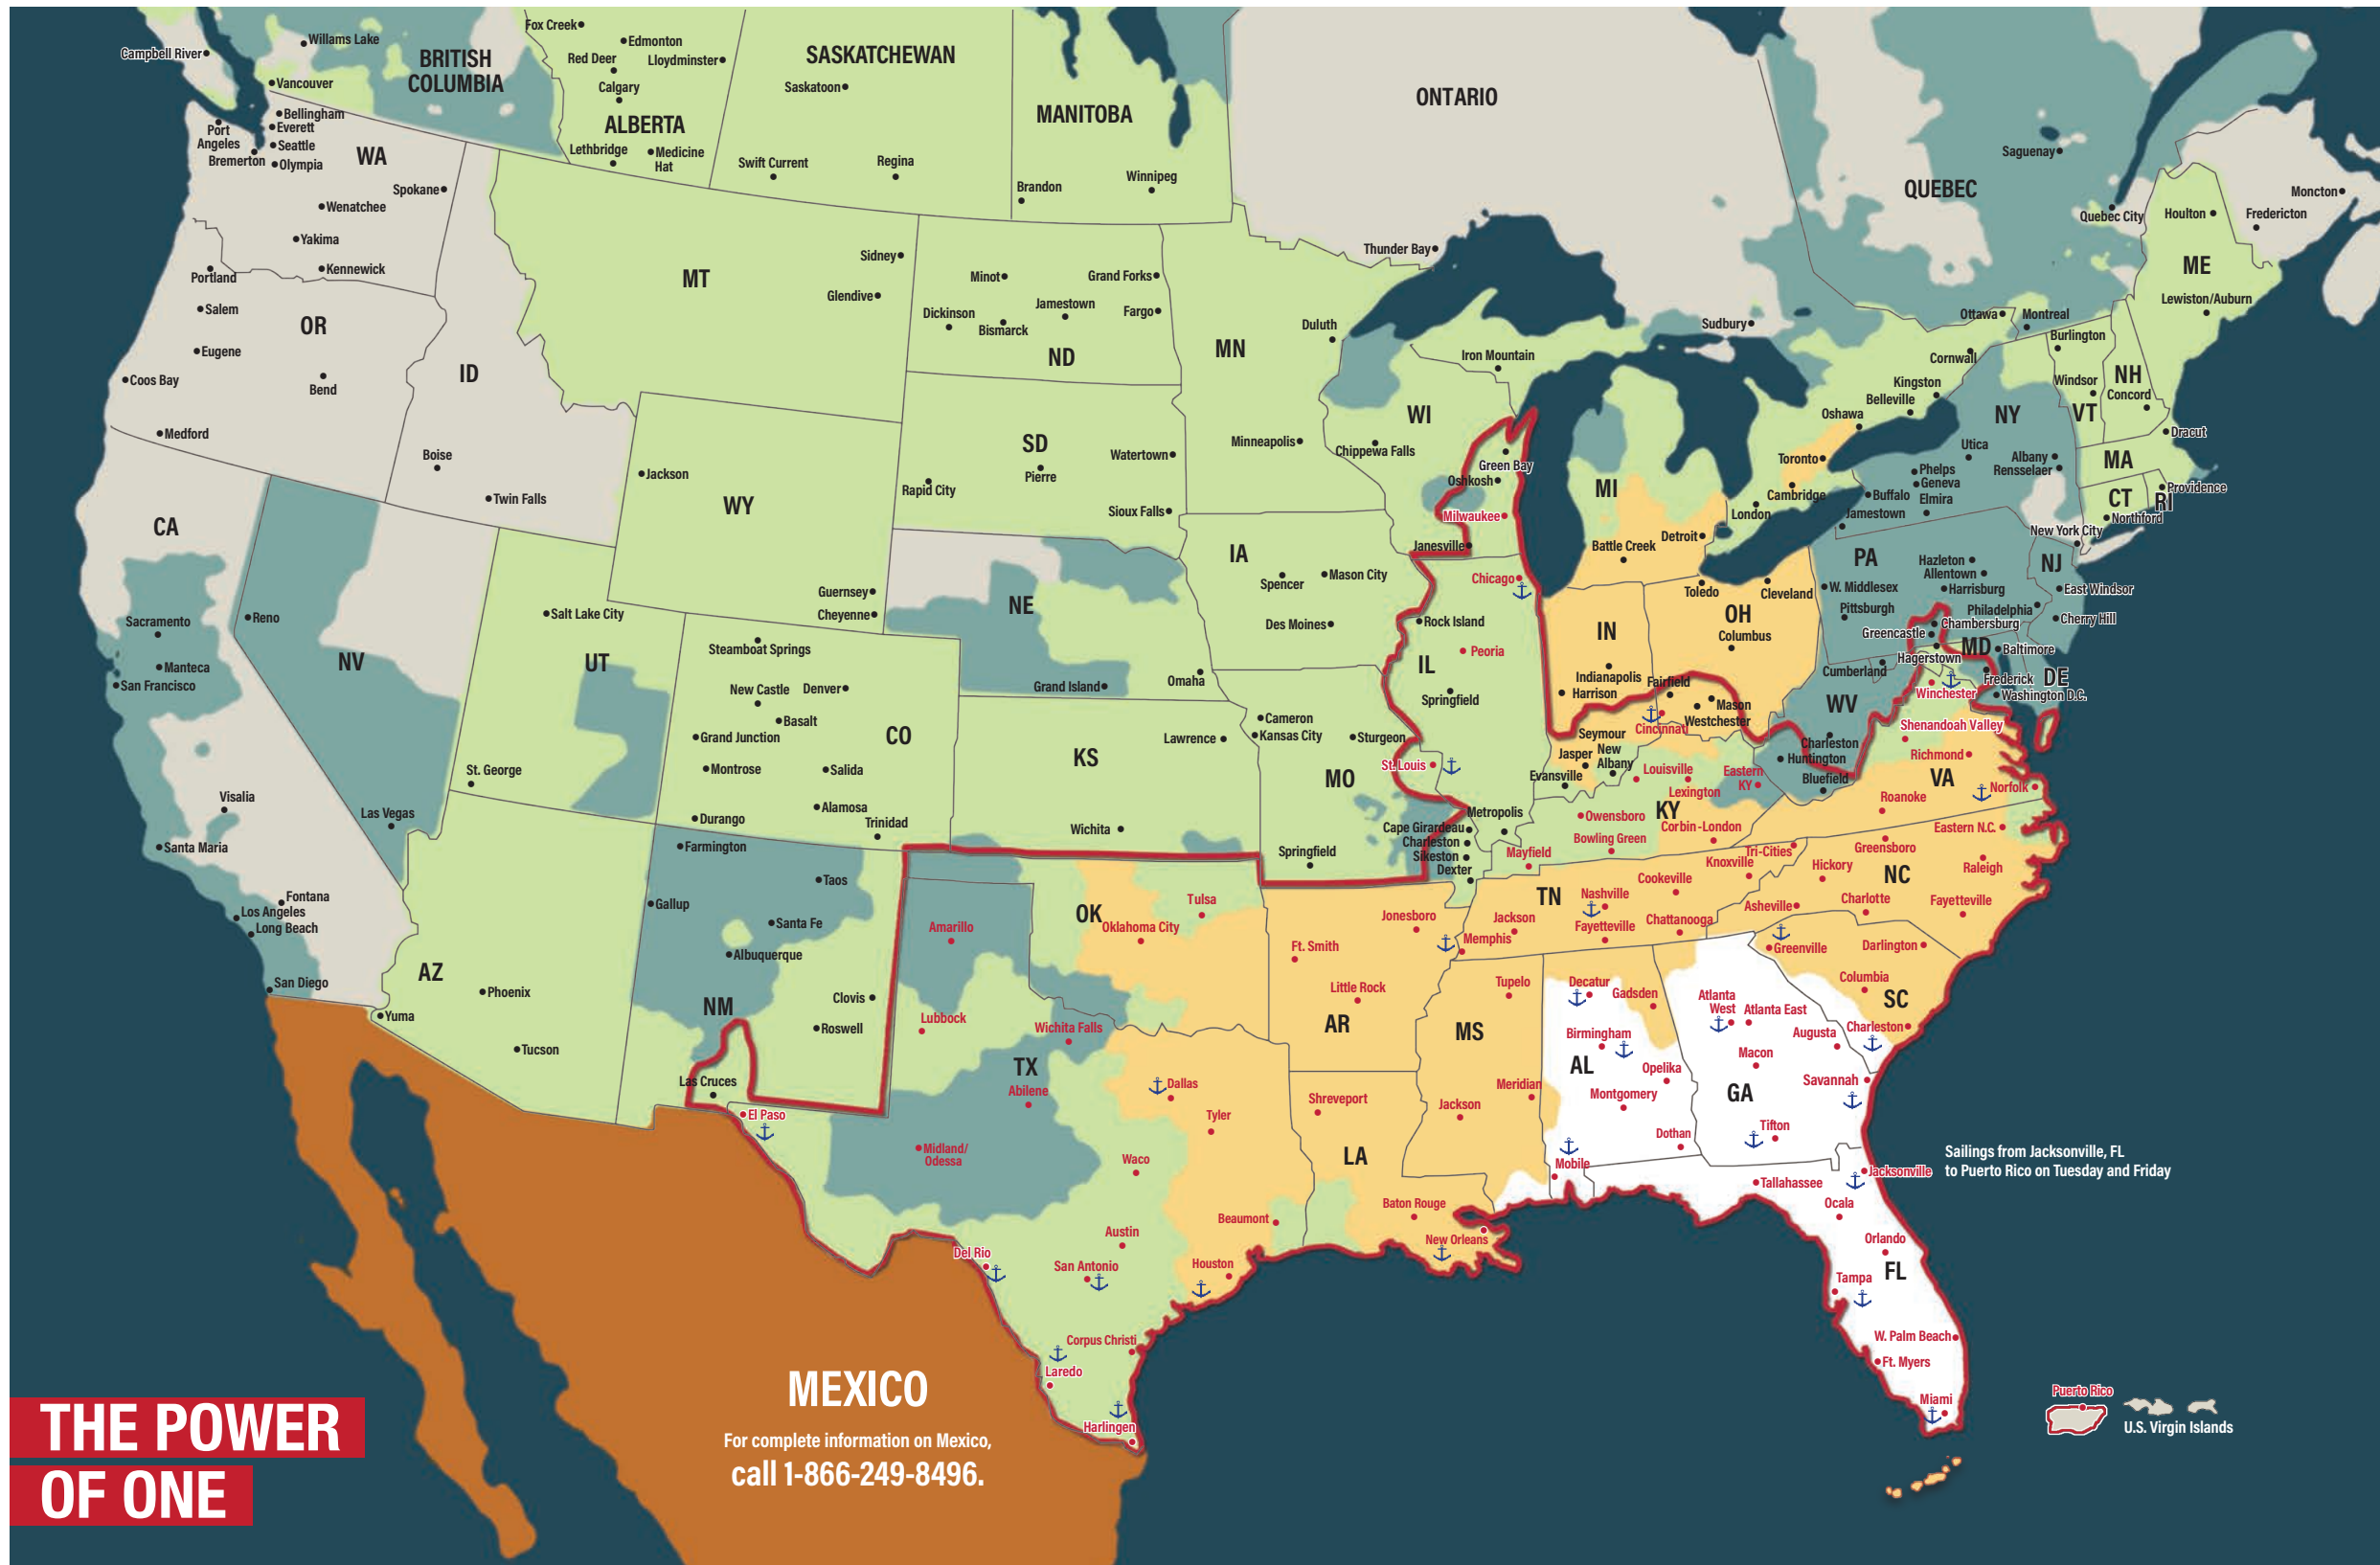 Fox Creek
Campbell River
Willams Lake
BRITISH
COLUMBIA
Edmonton
Red Deer
Lloydminster
Calgary
ALBERTA
Lethbridge
Medicine
Hat
Vancouver
SASKATCHEWAN
Saskatoon
Swift Current
Regina
MANITOBA
Brandon
Winnipeg
ONTARIO
Thunder Bay
Sudbury
QUEBEC
Saguenay
Quebec City
Moncton
Fredericton
Houlton
ME
Lewiston/Auburn
Ottawa
Montreal
Cornwall
Kingston
Belleville
Oshawa
Toronto
Cambridge
London
Burlington
Windsor
VT
NH
Concord
Dracut
MA
CT
RI
Providence
Northford
NY
Utica
Albany
Rensselaer
Phelps
Geneva
Elmira
Buffalo
Jamestown
New York City
PA
Hazleton
Allentown
Harrisburg
W. Middlesex
Pittsburgh
Philadelphia
Chambersburg
Greencastle
NJ
East Windsor
Cherry Hill
MD
Baltimore
Hagerstown
Cumberland
Frederick
DE
Washington D.C.
Port
Angeles
Bellingham
Everett
Seattle
Bremerton
Olympia
WA
Spokane
Wenatchee
Yakima
Kennewick
Portland
Salem
OR
Eugene
Coos Bay
Bend
Medford
ID
Boise
Twin Falls
MT
Sidney
Glendive
WY
Jackson
Guernsey
Cheyenne
Minot
Grand Forks
Dickinson
Bismarck
Jamestown
Fargo
ND
SD
Watertown
Pierre
Rapid City
Sioux Falls
MN
Duluth
Minneapolis
WI
Iron Mountain
Chippewa Falls
Green Bay
Oshkosh
Milwaukee
Janesville
MI
Battle Creek
Detroit
IA
Spencer
Mason City
Des Moines
NE
Grand Island
Omaha
CA
Sacramento
Manteca
San Francisco
Visalia
Santa Maria
Fontana
Los Angeles
Long Beach
San Diego
NV
Reno
Las Vegas
UT
Salt Lake City
St. George
CO
Steamboat Springs
New Castle
Denver
Basalt
Grand Junction
Montrose
Salida
Alamosa
Durango
Trinidad
KS
Lawrence
Wichita
MO
Cameron
Kansas City
Sturgeon
St. Louis
Springfield
Cape Girardeau
Charleston
Sikeston
Dexter
IL
Chicago
Rock Island
Peoria
Springfield
Metropolis
IN
Indianapolis
Harrison
Seymour
Jasper
New
Albany
Evansville
OH
Toledo
Cleveland
Columbus
Fairfield
Mason
Westchester
Cincinnati
WV
Charleston
Huntington
Bluefield
VA
Winchester
Shenandoah Valley
Richmond
Norfolk
Roanoke
KY
Louisville
Lexington
Eastern
KY
Owensboro
Bowling Green
Corbin-London
Mayfield
TN
Tri-Cities
Knoxville
Cookeville
Nashville
Jackson
Fayetteville
Chattanooga
Memphis
NC
Eastern N.C.
Greensboro
Raleigh
Hickory
Charlotte
Asheville
Fayetteville
SC
Greenville
Darlington
Columbia
Charleston
AZ
Phoenix
Yuma
Tucson
NM
Farmington
Taos
Gallup
Santa Fe
Albuquerque
Clovis
Roswell
Las Cruces
OK
Tulsa
Oklahoma City
TX
Amarillo
Lubbock
Wichita Falls
Abilene
Dallas
Tyler
El Paso
Midland/
Odessa
Waco
Austin
Beaumont
Del Rio
San Antonio
Houston
Corpus Christi
Laredo
Harlingen
AR
Jonesboro
Ft. Smith
Little Rock
LA
Shreveport
Baton Rouge
New Orleans
MS
Tupelo
Meridian
Jackson
AL
Decatur
Gadsden
Birmingham
Opelika
Montgomery
Dothan
Mobile
GA
Atlanta
West
Atlanta East
Augusta
Macon
Savannah
Tifton
FL
Jacksonville
Tallahassee
Ocala
Orlando
Tampa
W. Palm Beach
Ft. Myers
Miami
Sailings from Jacksonville, FL
to Puerto Rico on Tuesday and Friday
Puerto Rico
U.S. Virgin Islands
MEXICO
For complete information on Mexico,
call 1-866-249-8496.
THE POWER
OF ONE